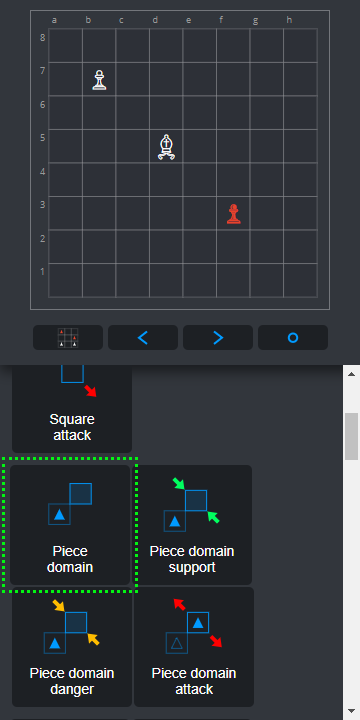 a b c d e f g h
8
7
6
5
4
3
2
1
Square
attack
Piece
domain
Piece domain
support
Piece domain
danger
Piece domain
attack